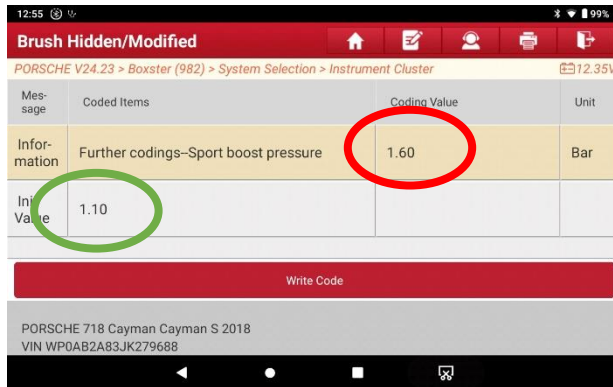 12:55 99%
Brush Hidden/Modified
PORSCHE V24.23 > Boxster (982) > System Selection > Instrument Cluster 12.35V
Mes-
sage Coded Items Coding Value Unit
Infor-
mation Further codings--Sport boost pressure 1.60 Bar
Ini
Value 1.10
Write Code
PORSCHE 718 Cayman Cayman S 2018
VIN WP0AB2A83JK279688